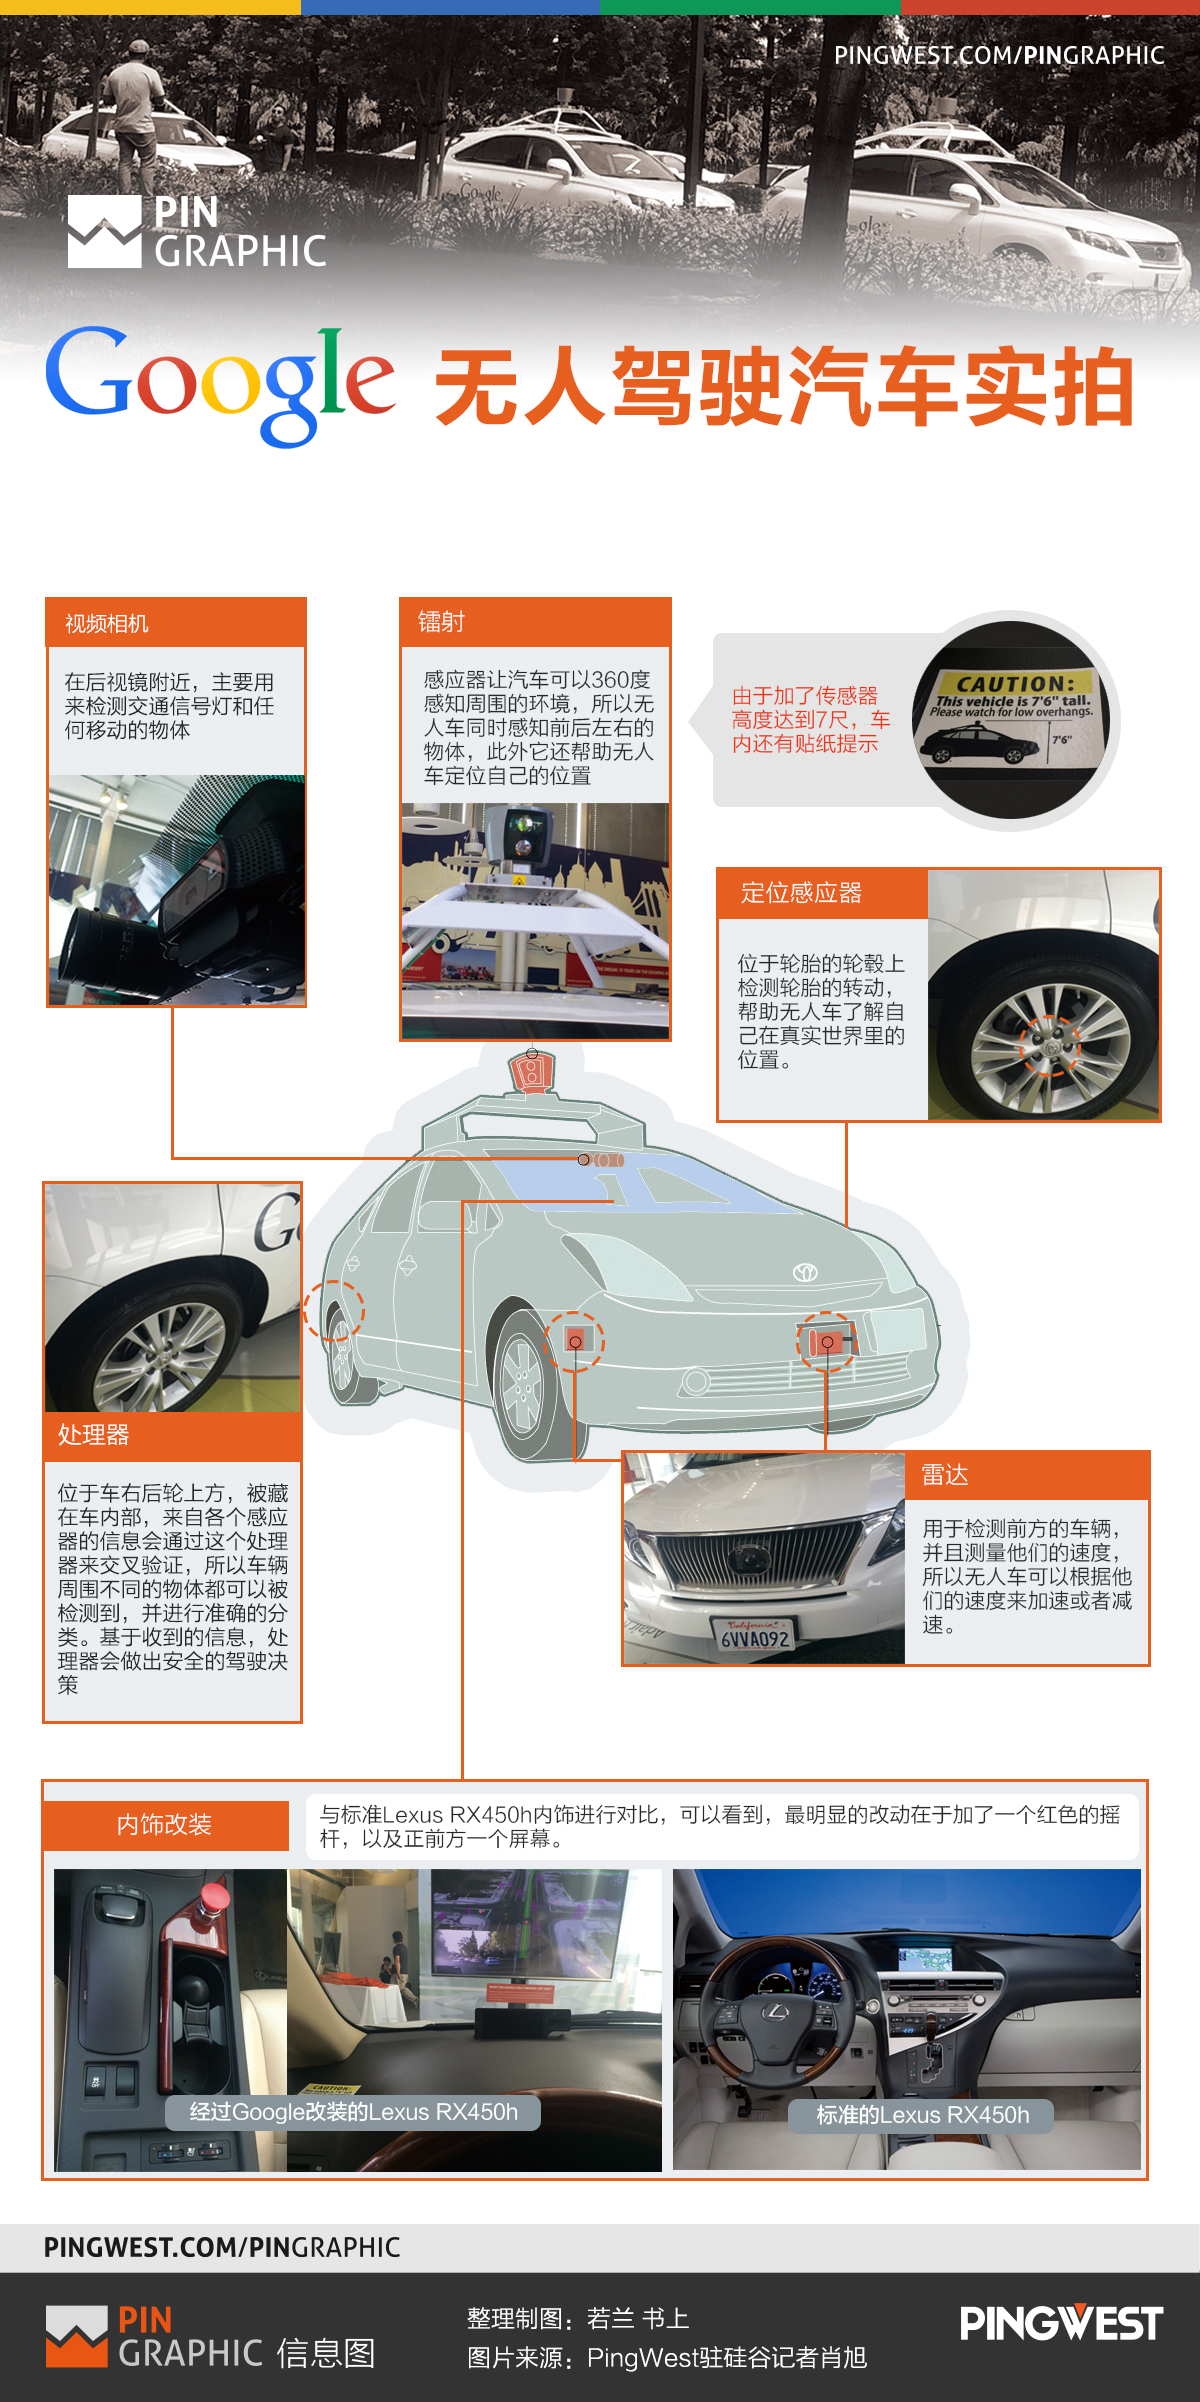 PINGWEST.COM/PINGRAPHIC
Google
Google
PIN
GRAPHIC
Google 无人驾驶汽车实拍
视频相机
在后视镜附近，主要用
来检测交通信号灯和任
何移动的物体
镭射
感应器让汽车可以360度
感知周围的环境，所以无
人车同时感知前后左右的
物体，此外它还帮助无人
车定位自己的位置
由于加了传感器
高度达到7尺，车
内还有贴纸提示
CAUTION:
This vehicle is 7'6" tall.
Please watch for low overhangs.
7'6"
定位感应器
位于轮胎的轮毂上
检测轮胎的转动，
帮助无人车了解自
己在真实世界里的
位置。
处理器
位于车右后轮上方，被藏
在车内部，来自各个感应
器的信息会通过这个处理
器来交叉验证，所以车辆
周围不同的物体都可以被
检测到，并进行准确的分
类。基于收到的信息，处
理器会做出安全的驾驶决
策
California
6VVA092
雷达
用于检测前方的车辆，
并且测量他们的速度，
所以无人车可以根据他
们的速度来加速或者减
速。
内饰改装
与标准Lexus RX450h内饰进行对比，可以看到，最明显的改动在于加了一个红色的摇
杆，以及正前方一个屏幕。
OFF
CAUTION
经过Google改装的Lexus RX450h
标准的Lexus RX450h
PINGWEST.COM/PINGRAPHIC
PIN
GRAPHIC 信息图
整理制图：若兰 书上
图片来源：PingWest驻硅谷记者肖旭
PINGWEST